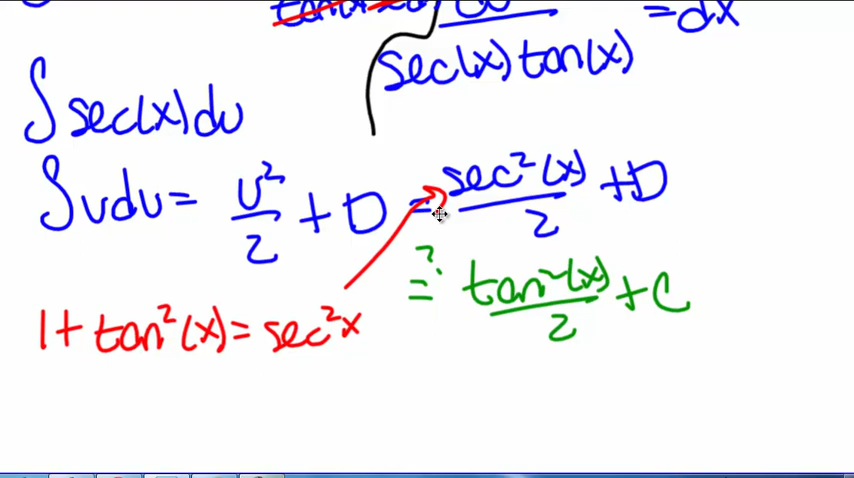 = dx
sec(x) tan(x)
∫ sec(x) du
∫ u du = u²/2 + D = sec²(x)/2 + D
?= tan²(x)/2 + C
1 + tan²(x) = sec²x